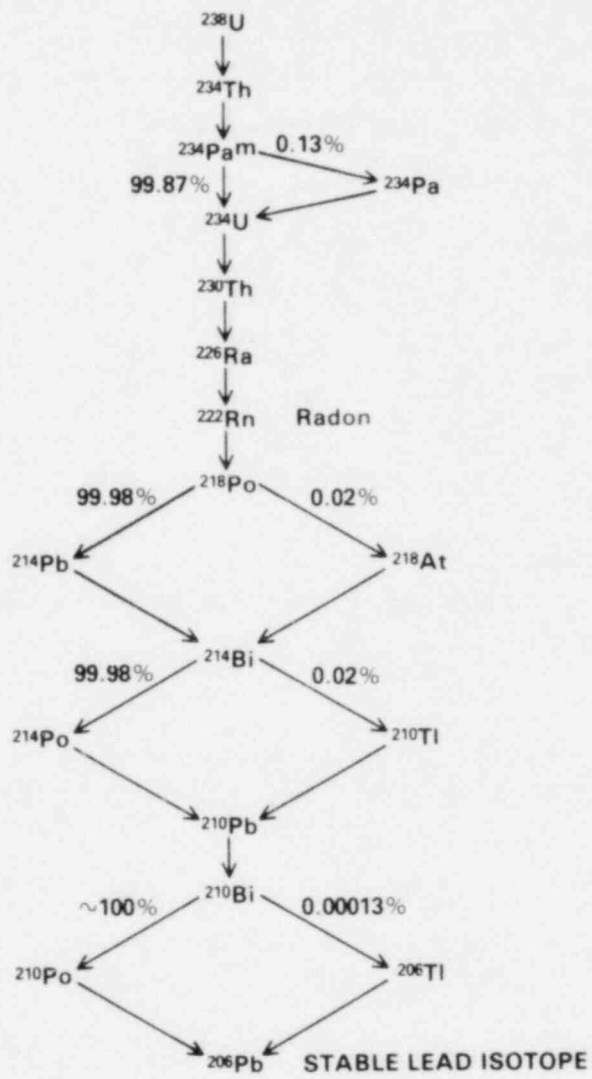 ²³⁸U
²³⁴Th
²³⁴Paᵐ 0.13%
99.87% ²³⁴Pa
²³⁴U
²³⁰Th
²²⁶Ra
²²²Rn Radon
99.98% ²¹⁸Po 0.02%
²¹⁴Pb ²¹⁸At
²¹⁴Bi
99.98% 0.02%
²¹⁴Po ²¹⁰Tl
²¹⁰Pb
~100% ²¹⁰Bi 0.00013%
²¹⁰Po ²⁰⁶Tl
²⁰⁶Pb STABLE LEAD ISOTOPE